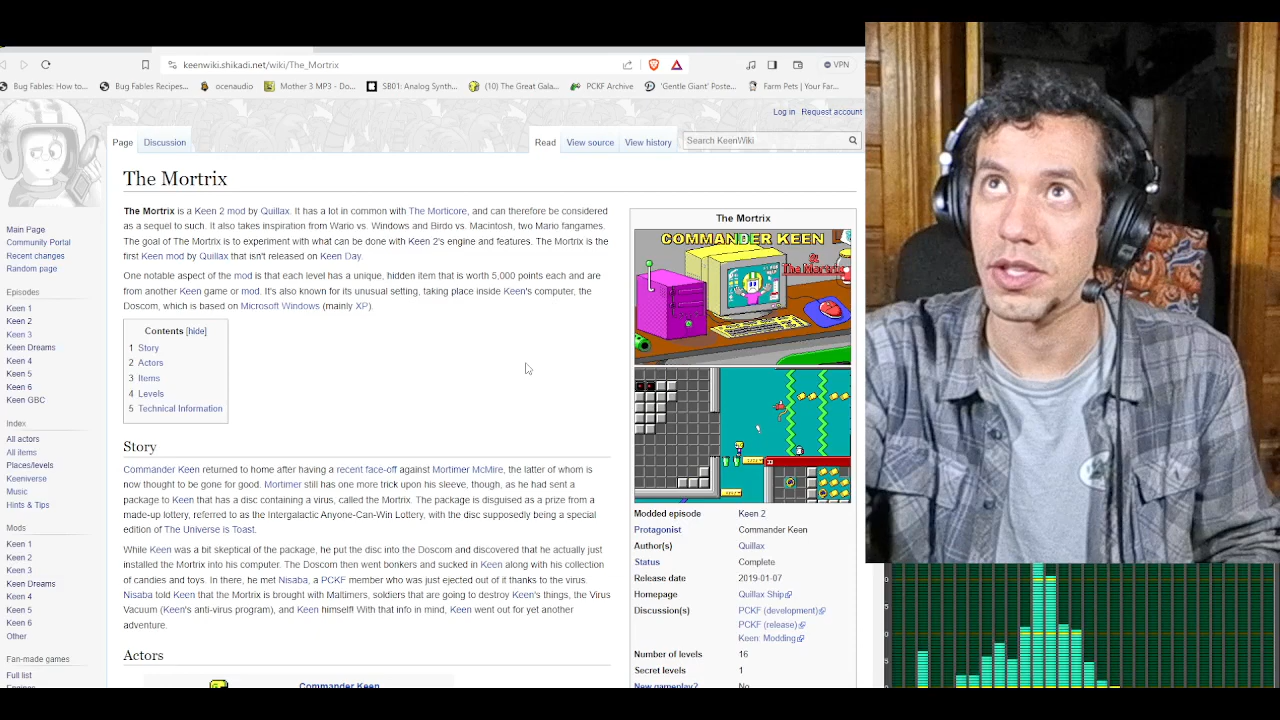 keenwiki.shikadi.net/wiki/The_Mortrix
VPN
Bug Fables: How to...
Bug Fables Recipes...
ocenaudio
Mother 3 MP3 - Do...
SB01: Analog Synth...
(10) The Great Gala...
PCKF Archive
'Gentle Giant' Poste...
Farm Pets | Your Far...
Log in Request account
Page Discussion
Read View source View history
Search KeenWiki
The Mortrix
The Mortrix is a Keen 2 mod by Quillax. It has a lot in common with The Morticore, and can therefore be considered
as a sequel to such. It also takes inspiration from Wario vs. Windows and Birdo vs. Macintosh, two Mario fangames.
The goal of The Mortrix is to experiment with what can be done with Keen 2's engine and features. The Mortrix is the
first Keen mod by Quillax that isn't released on Keen Day.
One notable aspect of the mod is that each level has a unique, hidden item that is worth 5,000 points each and are
from another Keen game or mod. It's also known for its unusual setting, taking place inside Keen's computer, the
Doscom, which is based on Microsoft Windows (mainly XP).
Contents [hide]
1 Story
2 Actors
3 Items
4 Levels
5 Technical Information
Story
Commander Keen returned to home after having a recent face-off against Mortimer McMire, the latter of whom is
now thought to be gone for good. Mortimer still has one more trick upon his sleeve, though, as he had sent a
package to Keen that has a disc containing a virus, called the Mortrix. The package is disguised as a prize from a
made-up lottery, referred to as the Intergalactic Anyone-Can-Win Lottery, with the disc supposedly being a special
edition of The Universe is Toast.
While Keen was a bit skeptical of the package, he put the disc into the Doscom and discovered that he actually just
installed the Mortrix into his computer. The Doscom then went bonkers and sucked in Keen along with his collection
of candies and toys. In there, he met Nisaba, a PCKF member who was just ejected out of it thanks to the virus.
Nisaba told Keen that the Mortrix is brought with Maltimers, soldiers that are going to destroy Keen's things, the Virus
Vacuum (Keen's anti-virus program), and Keen himself! With that info in mind, Keen went out for yet another
adventure.
Actors
Commander Keen
Main Page
Community Portal
Recent changes
Random page
Episodes
Keen 1
Keen 2
Keen 3
Keen Dreams
Keen 4
Keen 5
Keen 6
Keen GBC
Index
All actors
All items
Places/levels
Keeniverse
Music
Hints & Tips
Mods
Keen 1
Keen 2
Keen 3
Keen Dreams
Keen 4
Keen 5
Keen 6
Other
Fan-made games
Full list
The Mortrix
COMMANDER KEEN
in
The Mortrix
Modded episode Keen 2
Protagonist Commander Keen
Author(s) Quillax
Status Complete
Release date 2019-01-07
Homepage Quillax Ship
Discussion(s) PCKF (development)
PCKF (release)
Keen: Modding
Number of levels 16
Secret levels 1
New gameplay? No